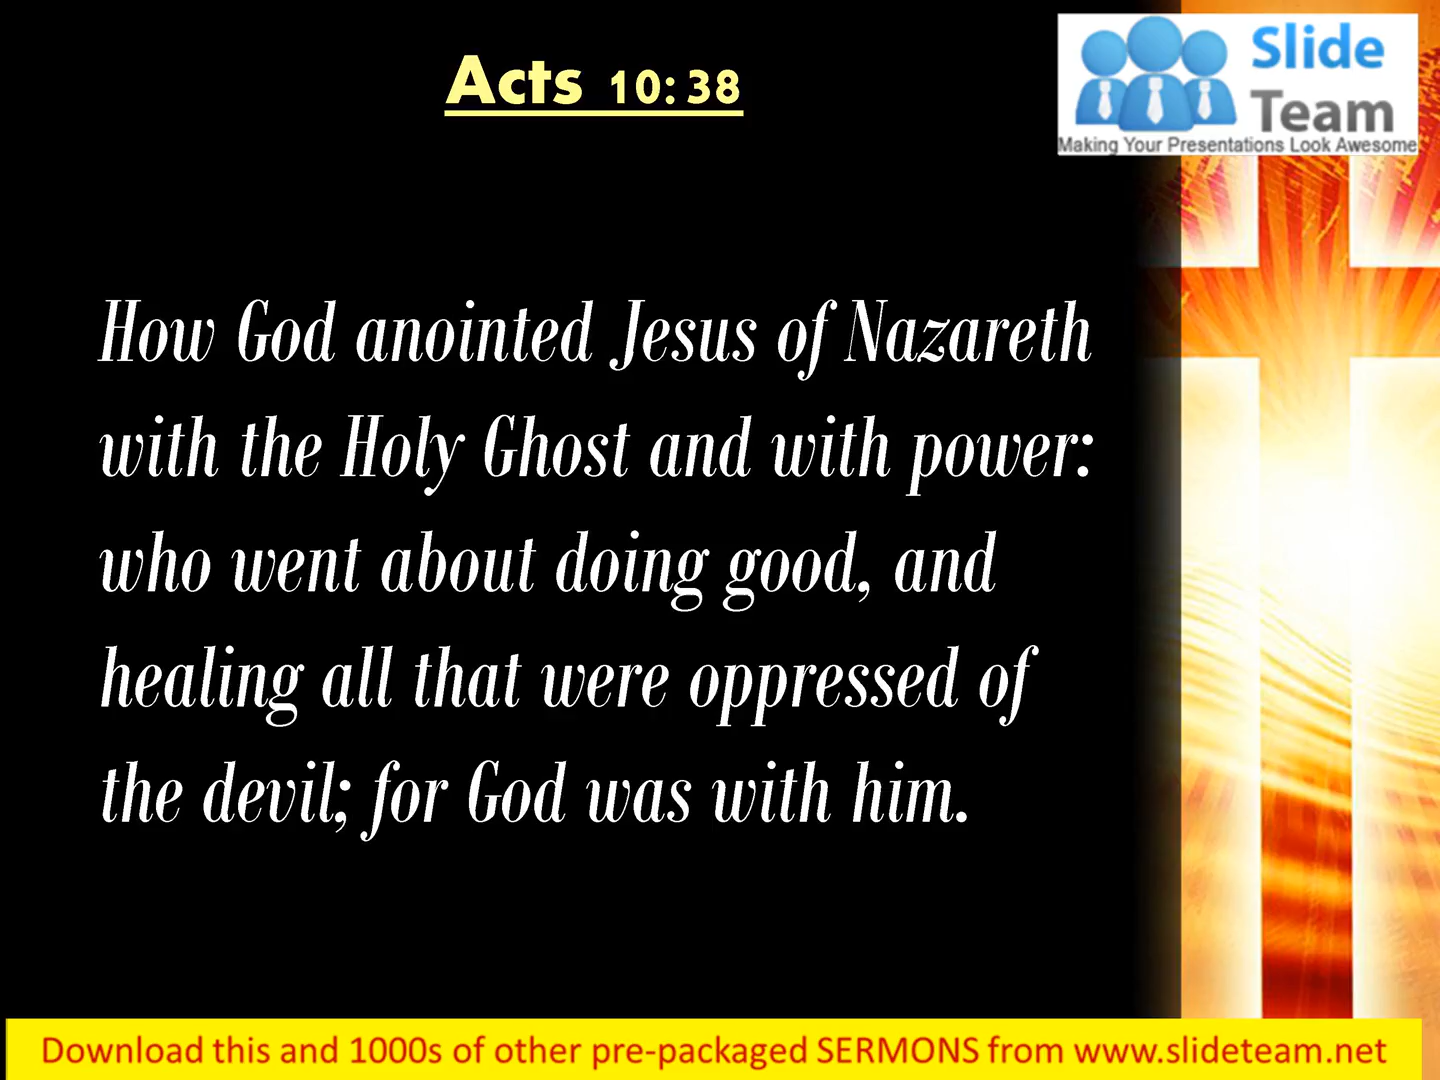 Acts 10:38
Slide
Team
Making Your Presentations Look Awesome
How God anointed Jesus of Nazareth
with the Holy Ghost and with power:
who went about doing good, and
healing all that were oppressed of
the devil; for God was with him.
Download this and 1000s of other pre-packaged SERMONS from www.slideteam.net